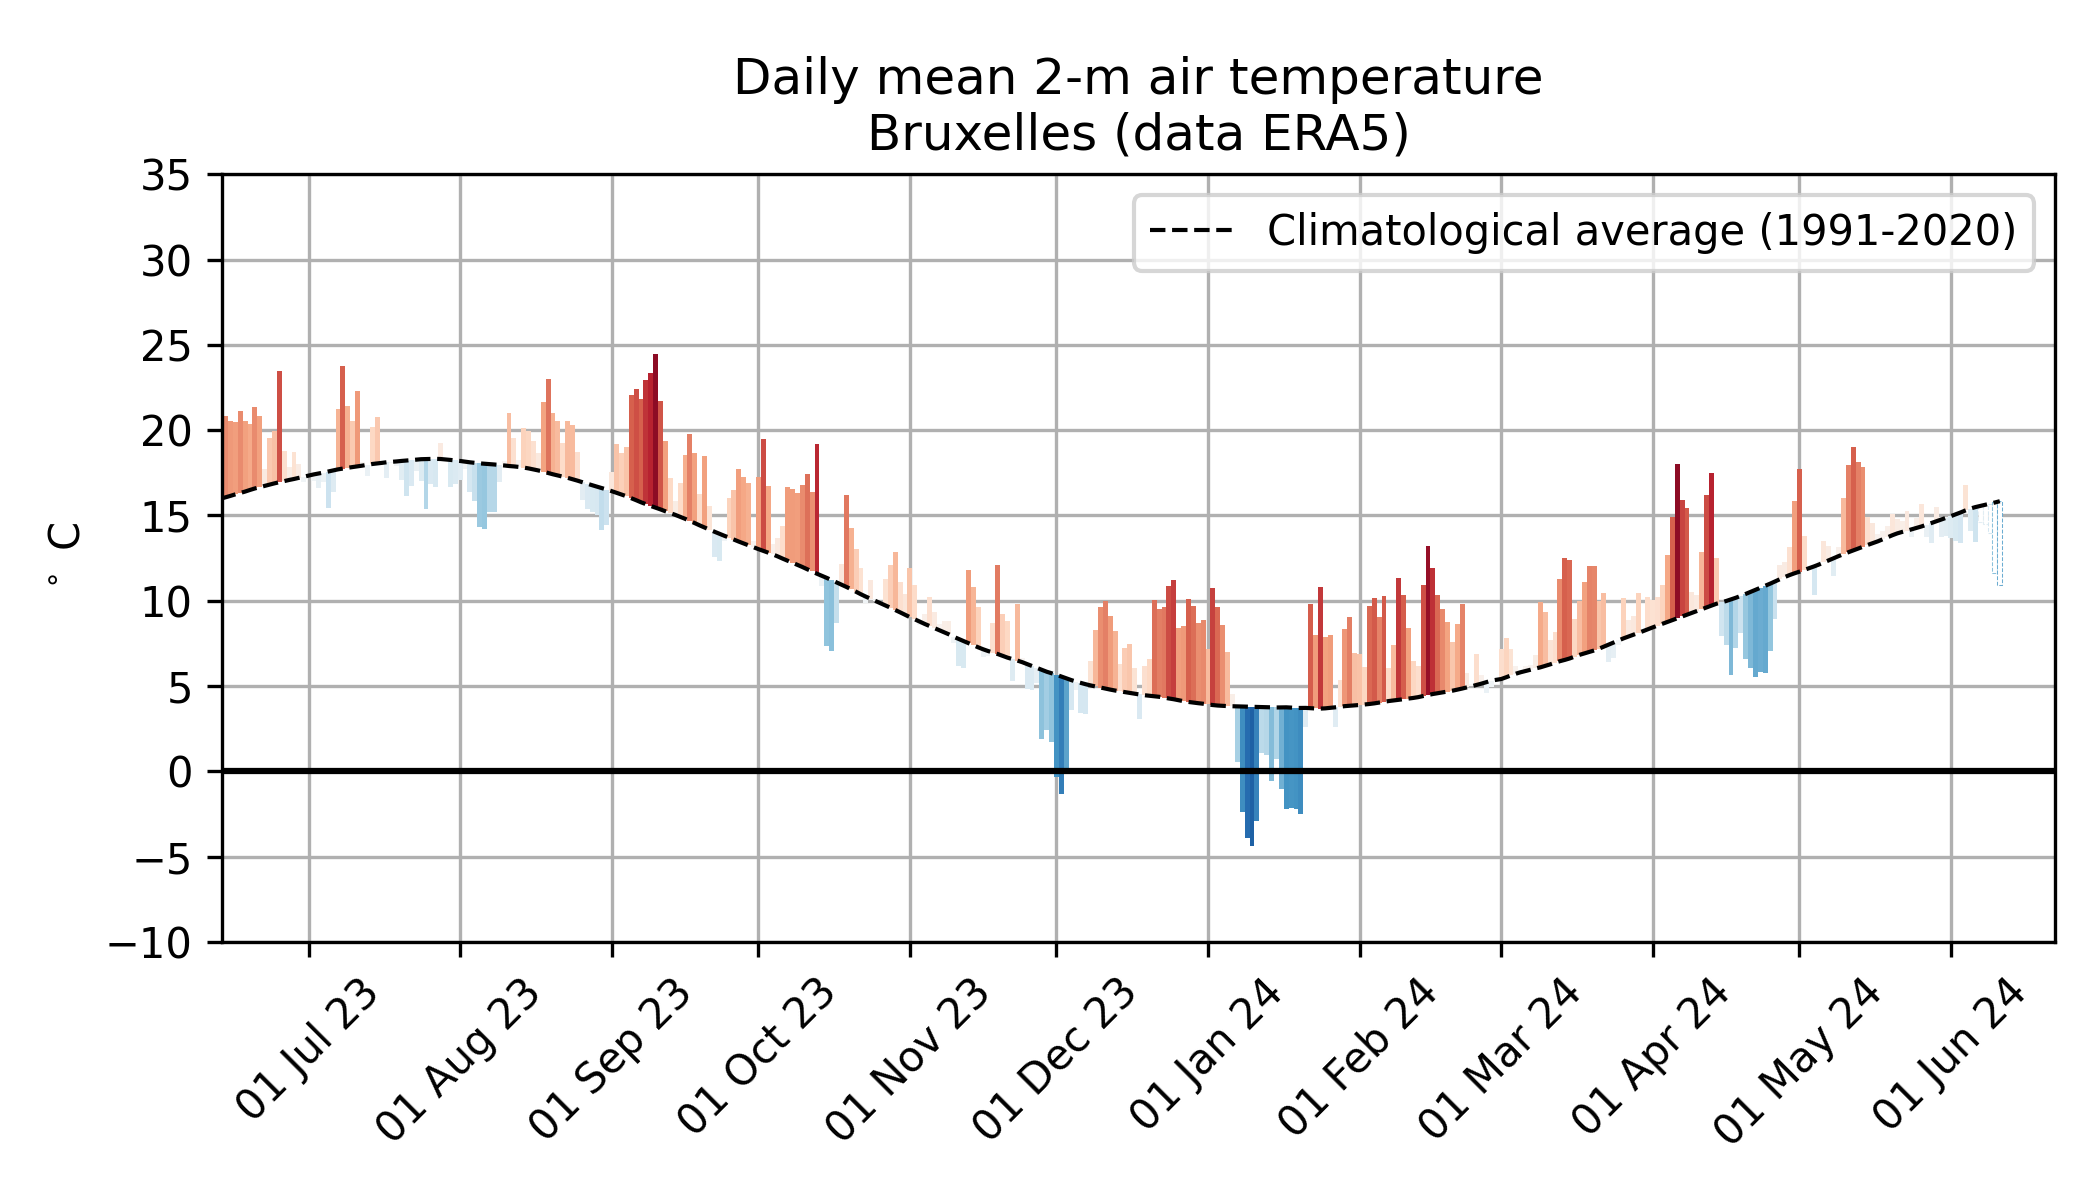 Daily mean 2-m air temperature
Bruxelles (data ERA5)
Climatological average (1991-2020)
35
30
25
20
15
10
5
0
−5
−10
° C
01 Jul 23
01 Aug 23
01 Sep 23
01 Oct 23
01 Nov 23
01 Dec 23
01 Jan 24
01 Feb 24
01 Mar 24
01 Apr 24
01 May 24
01 Jun 24